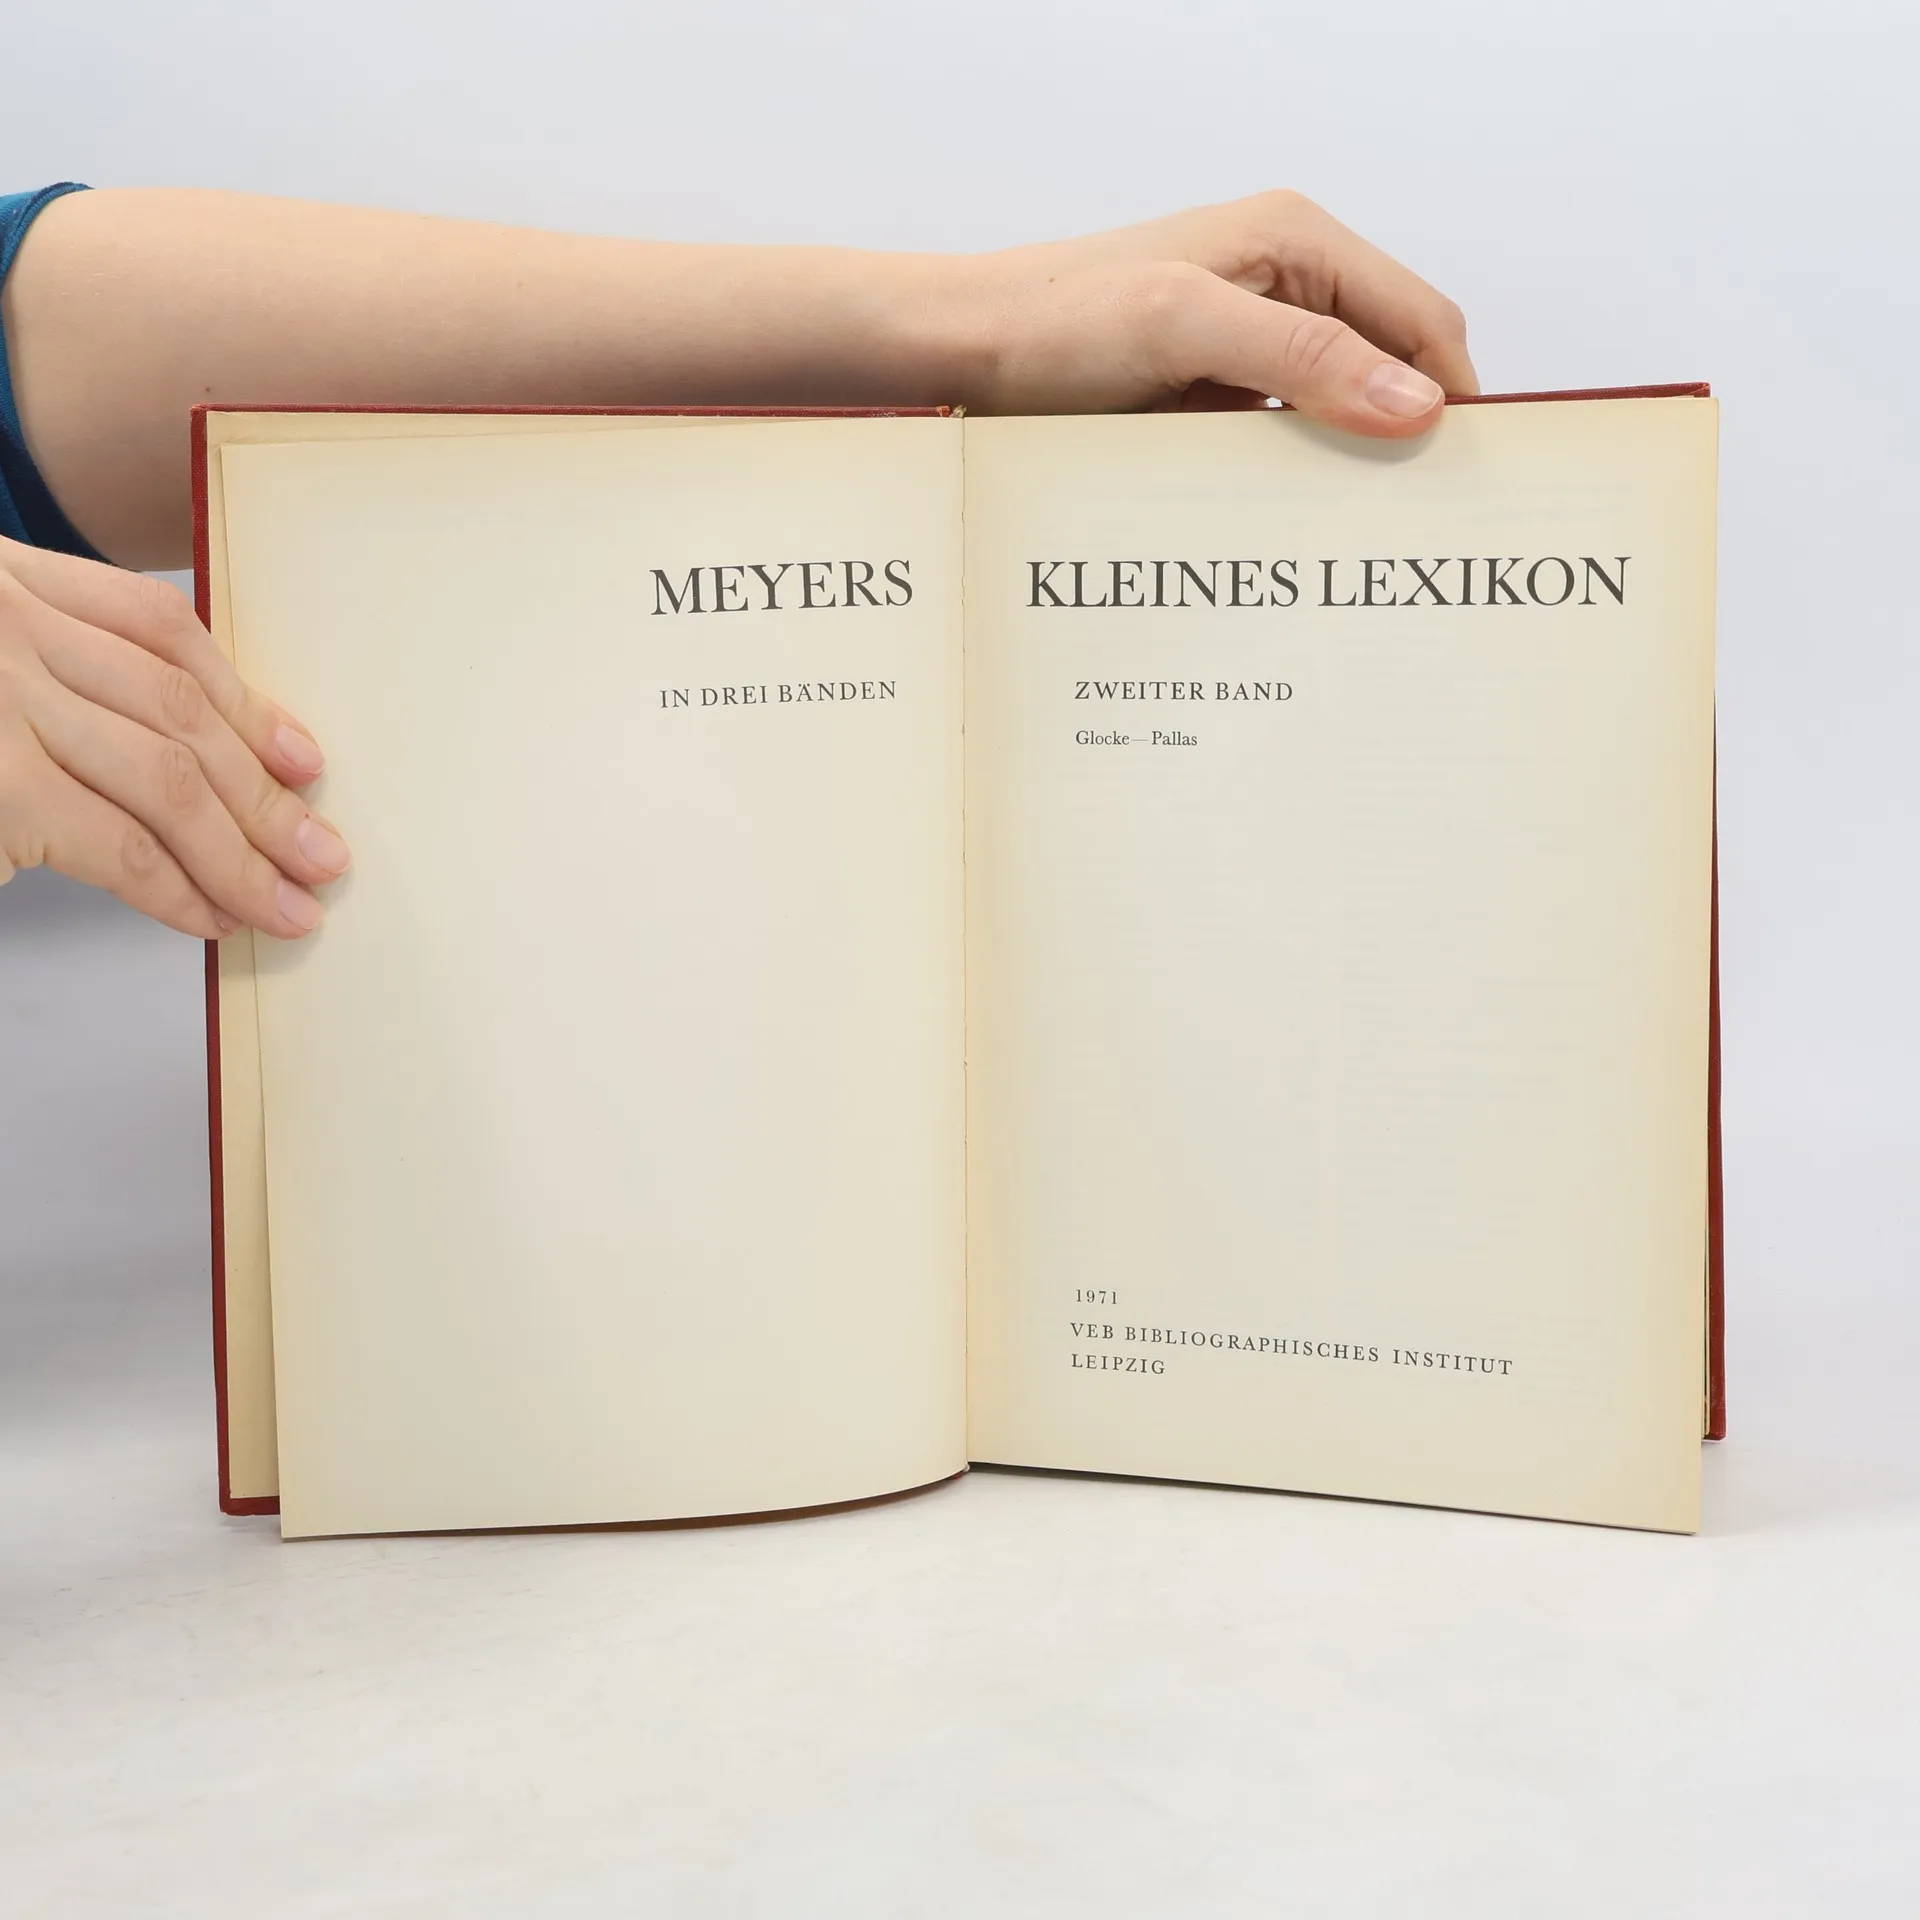 MEYERS KLEINES LEXIKON
IN DREI BÄNDEN
ZWEITER BAND
Glocke—Pallas
1971
VEB BIBLIOGRAPHISCHES INSTITUT
LEIPZIG